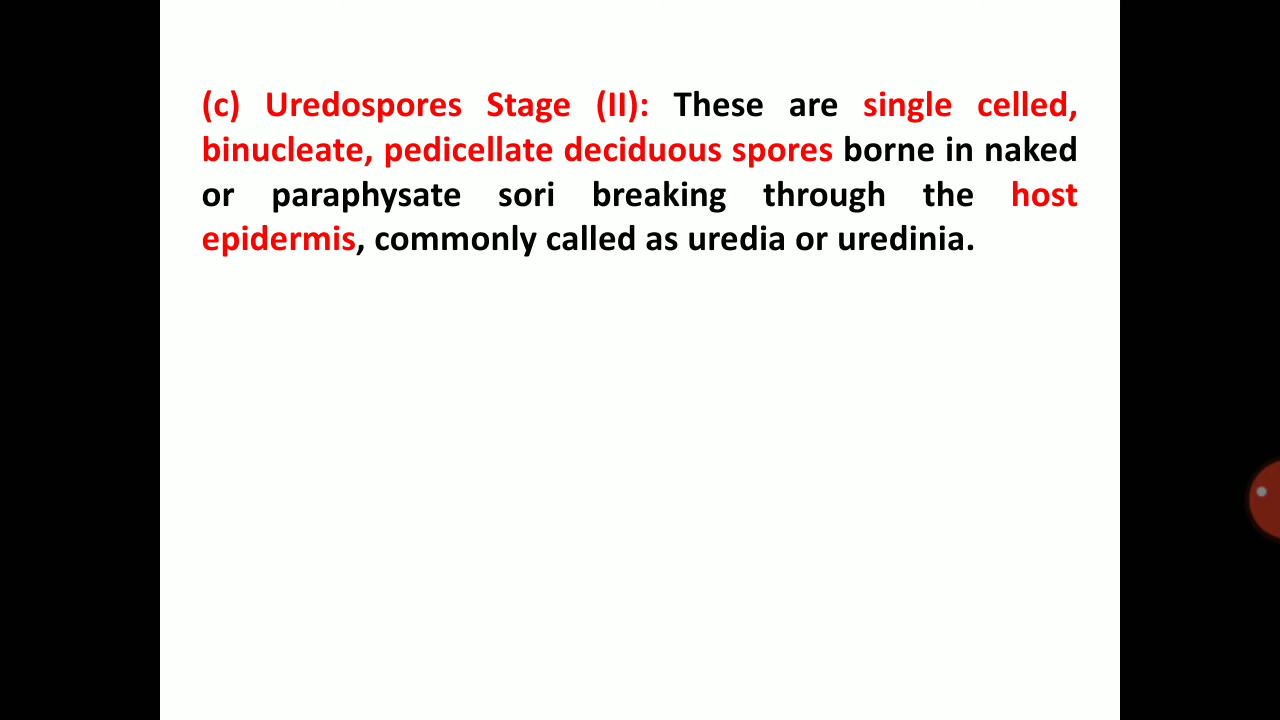 (c) Uredospores Stage (II): These are single celled,
binucleate, pedicellate deciduous spores borne in naked
or paraphysate sori breaking through the host
epidermis, commonly called as uredia or uredinia.